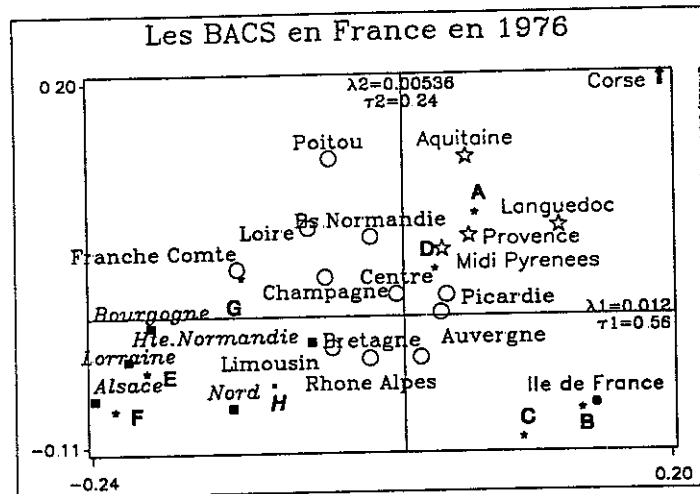 Les BACS en France en 1976
0.20
λ2=0.00536
τ2=0.24
Corse
Poitou
Aquitaine
A
Languedoc
Bs.Normandie
Loire
Provence
D
Franche Comte
Centre
Midi Pyrenees
G
Champagne
Picardie
λ1=0.012
τ1=0.56
Bourgogne
Hte.Normandie
Bretagne
Auvergne
Lorraine
Limousin
E
Rhone Alpes
Ile de France
Alsace
Nord
H
F
C
B
-0.11
-0.24
0.20